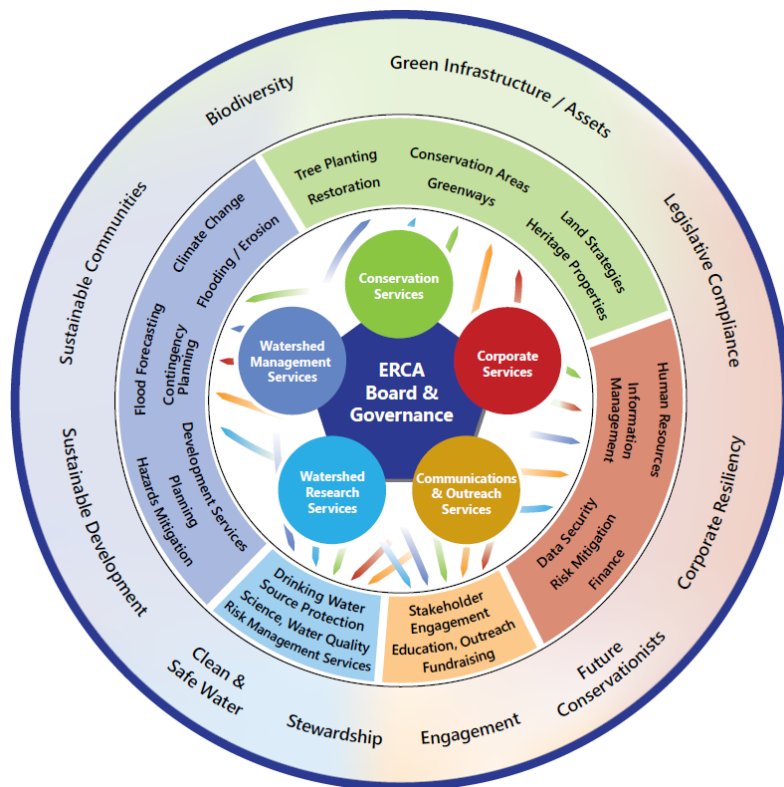 Green Infrastructure / Assets
Legislative Compliance
Corporate Resiliency
Future
Conservationists
Engagement
Stewardship
Clean &
Safe Water
Sustainable Development
Sustainable Communities
Biodiversity
Tree Planting
Restoration
Conservation Areas
Greenways
Land Strategies
Heritage Properties
Human Resources
Information
Management
Data Security
Risk Mitigation
Finance
Stakeholder
Engagement
Education, Outreach
Fundraising
Drinking Water
Source Protection
Science, Water Quality
Risk Management Services
Development Services
Planning
Hazards Mitigation
Flood Forecasting
Contingency
Planning
Climate Change
Flooding / Erosion
Conservation
Services
Corporate
Services
Communications
& Outreach
Services
Watershed
Research
Services
Watershed
Management
Services
ERCA
Board &
Governance